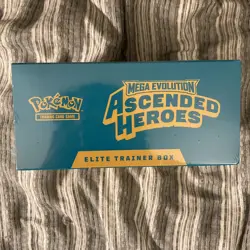 Pokémon
TRADING CARD GAME
MEGA EVOLUTION
ASCENDED
HEROES
ELITE TRAINER BOX